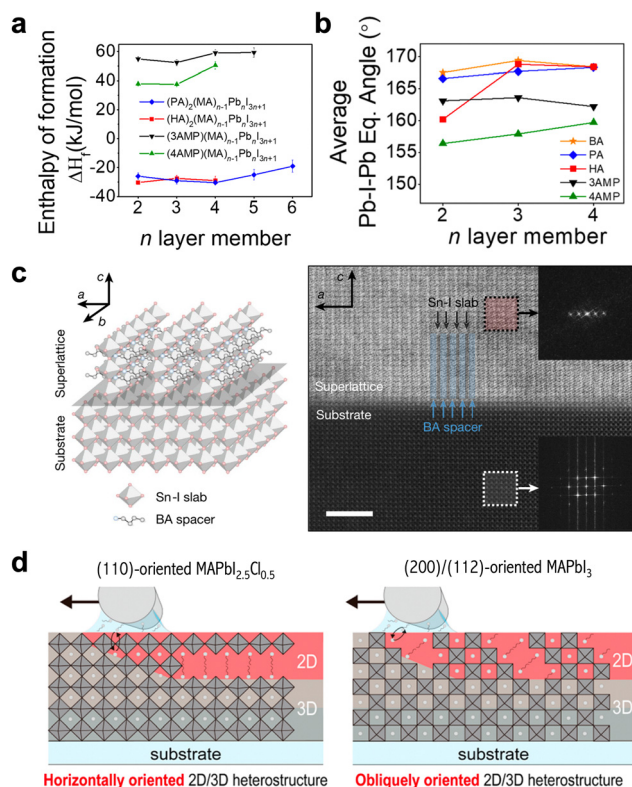 a
Enthalpy of formation
ΔH_f(kJ/mol)
60
40
20
0
-20
-40
(PA)₂(MA)ₙ₋₁PbₙI₃ₙ₊₁
(HA)₂(MA)ₙ₋₁PbₙI₃ₙ₊₁
(3AMP)(MA)ₙ₋₁PbₙI₃ₙ₊₁
(4AMP)(MA)ₙ₋₁PbₙI₃ₙ₊₁
2 3 4 5 6
n layer member
b
Average
Pb-I-Pb Eq. Angle (°)
170
165
160
155
150
BA
PA
HA
3AMP
4AMP
2 3 4
n layer member
c
c
a
b
Superlattice
Substrate
Sn-I slab
BA spacer
c
a
Sn-I slab
Superlattice
Substrate
BA spacer
d
(110)-oriented MAPbI₂.₅Cl₀.₅
2D
3D
substrate
Horizontally oriented 2D/3D heterostructure
(200)/(112)-oriented MAPbI₃
2D
3D
substrate
Obliquely oriented 2D/3D heterostructure